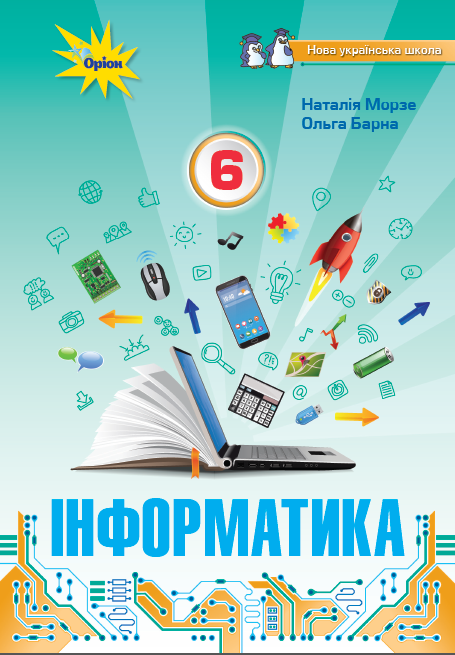 Оріон
Нова українська школа
Наталія Морзе
Ольга Барна
6
ІНФОРМАТИКА